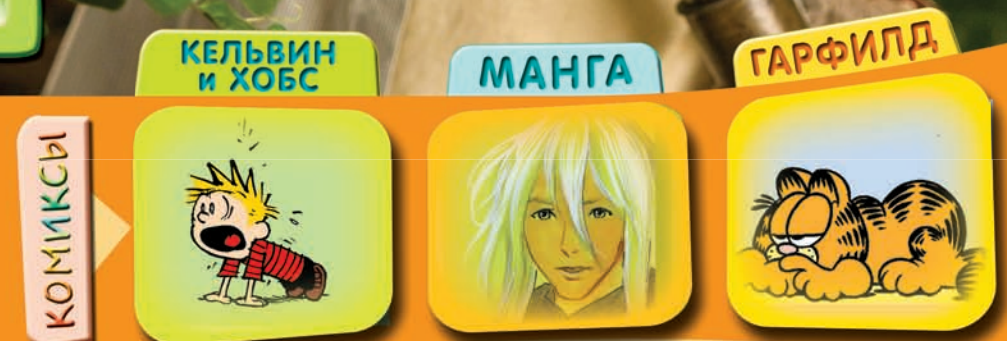 КЕЛЬВИН
и ХОБС
МАНГА
ГАРФИЛД
КОМИКСЫ